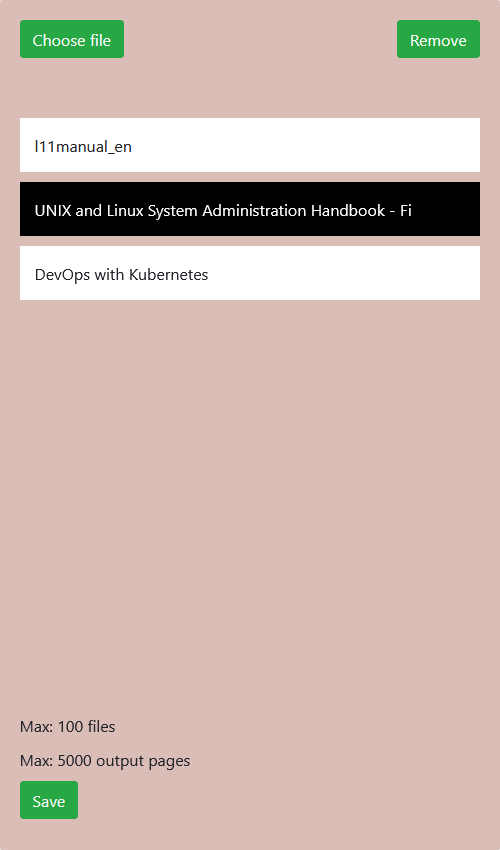 Choose file
Remove
l11manual_en
UNIX and Linux System Administration Handbook - Fi
DevOps with Kubernetes
Max: 100 files
Max: 5000 output pages
Save